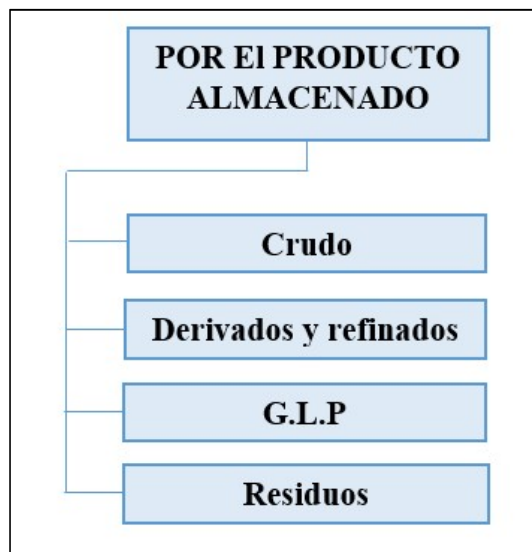 POR El PRODUCTO
ALMACENADO
Crudo
Derivados y refinados
G.L.P
Residuos